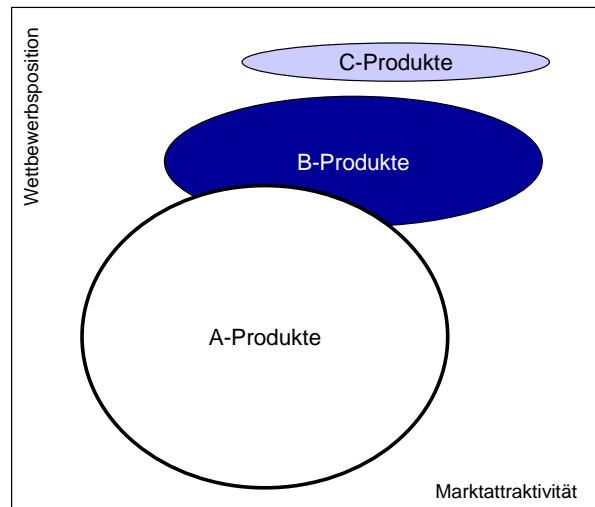 Wettbewerbsposition
C-Produkte
B-Produkte
A-Produkte
Marktattraktivität